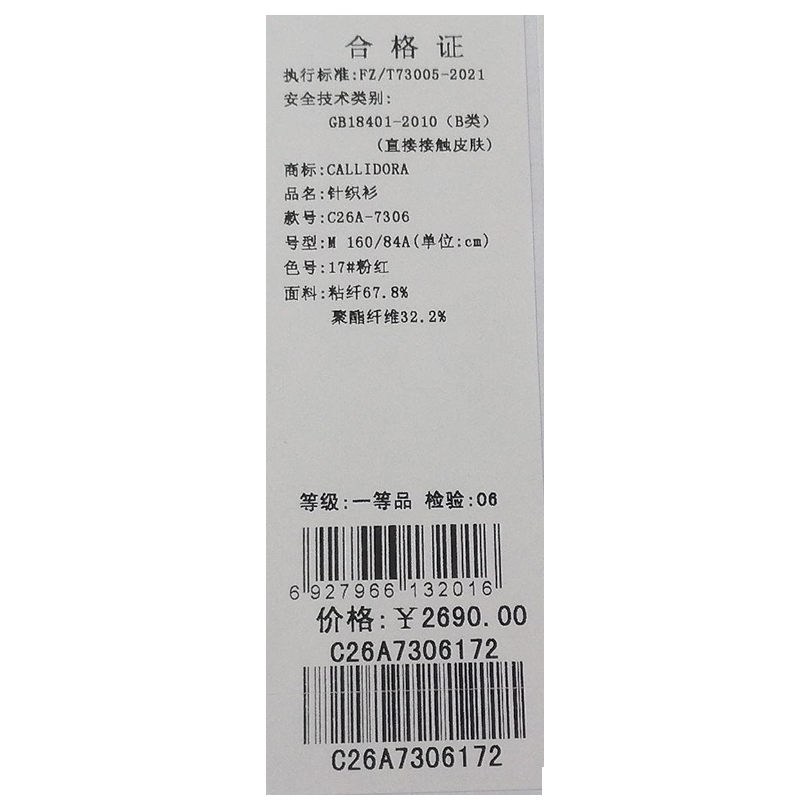 合格证
执行标准:FZ/T73005-2021
安全技术类别:
GB18401-2010（B类）
(直接接触皮肤)
商标:CALLIDORA
品名:针织衫
款号:C26A-7306
号型:M 160/84A(单位:cm)
色号:17#粉红
面料:粘纤67.8%
聚酯纤维32.2%
等级:一等品 检验:06
6 927966 132016
价格:￥2690.00
C26A7306172
C26A7306172